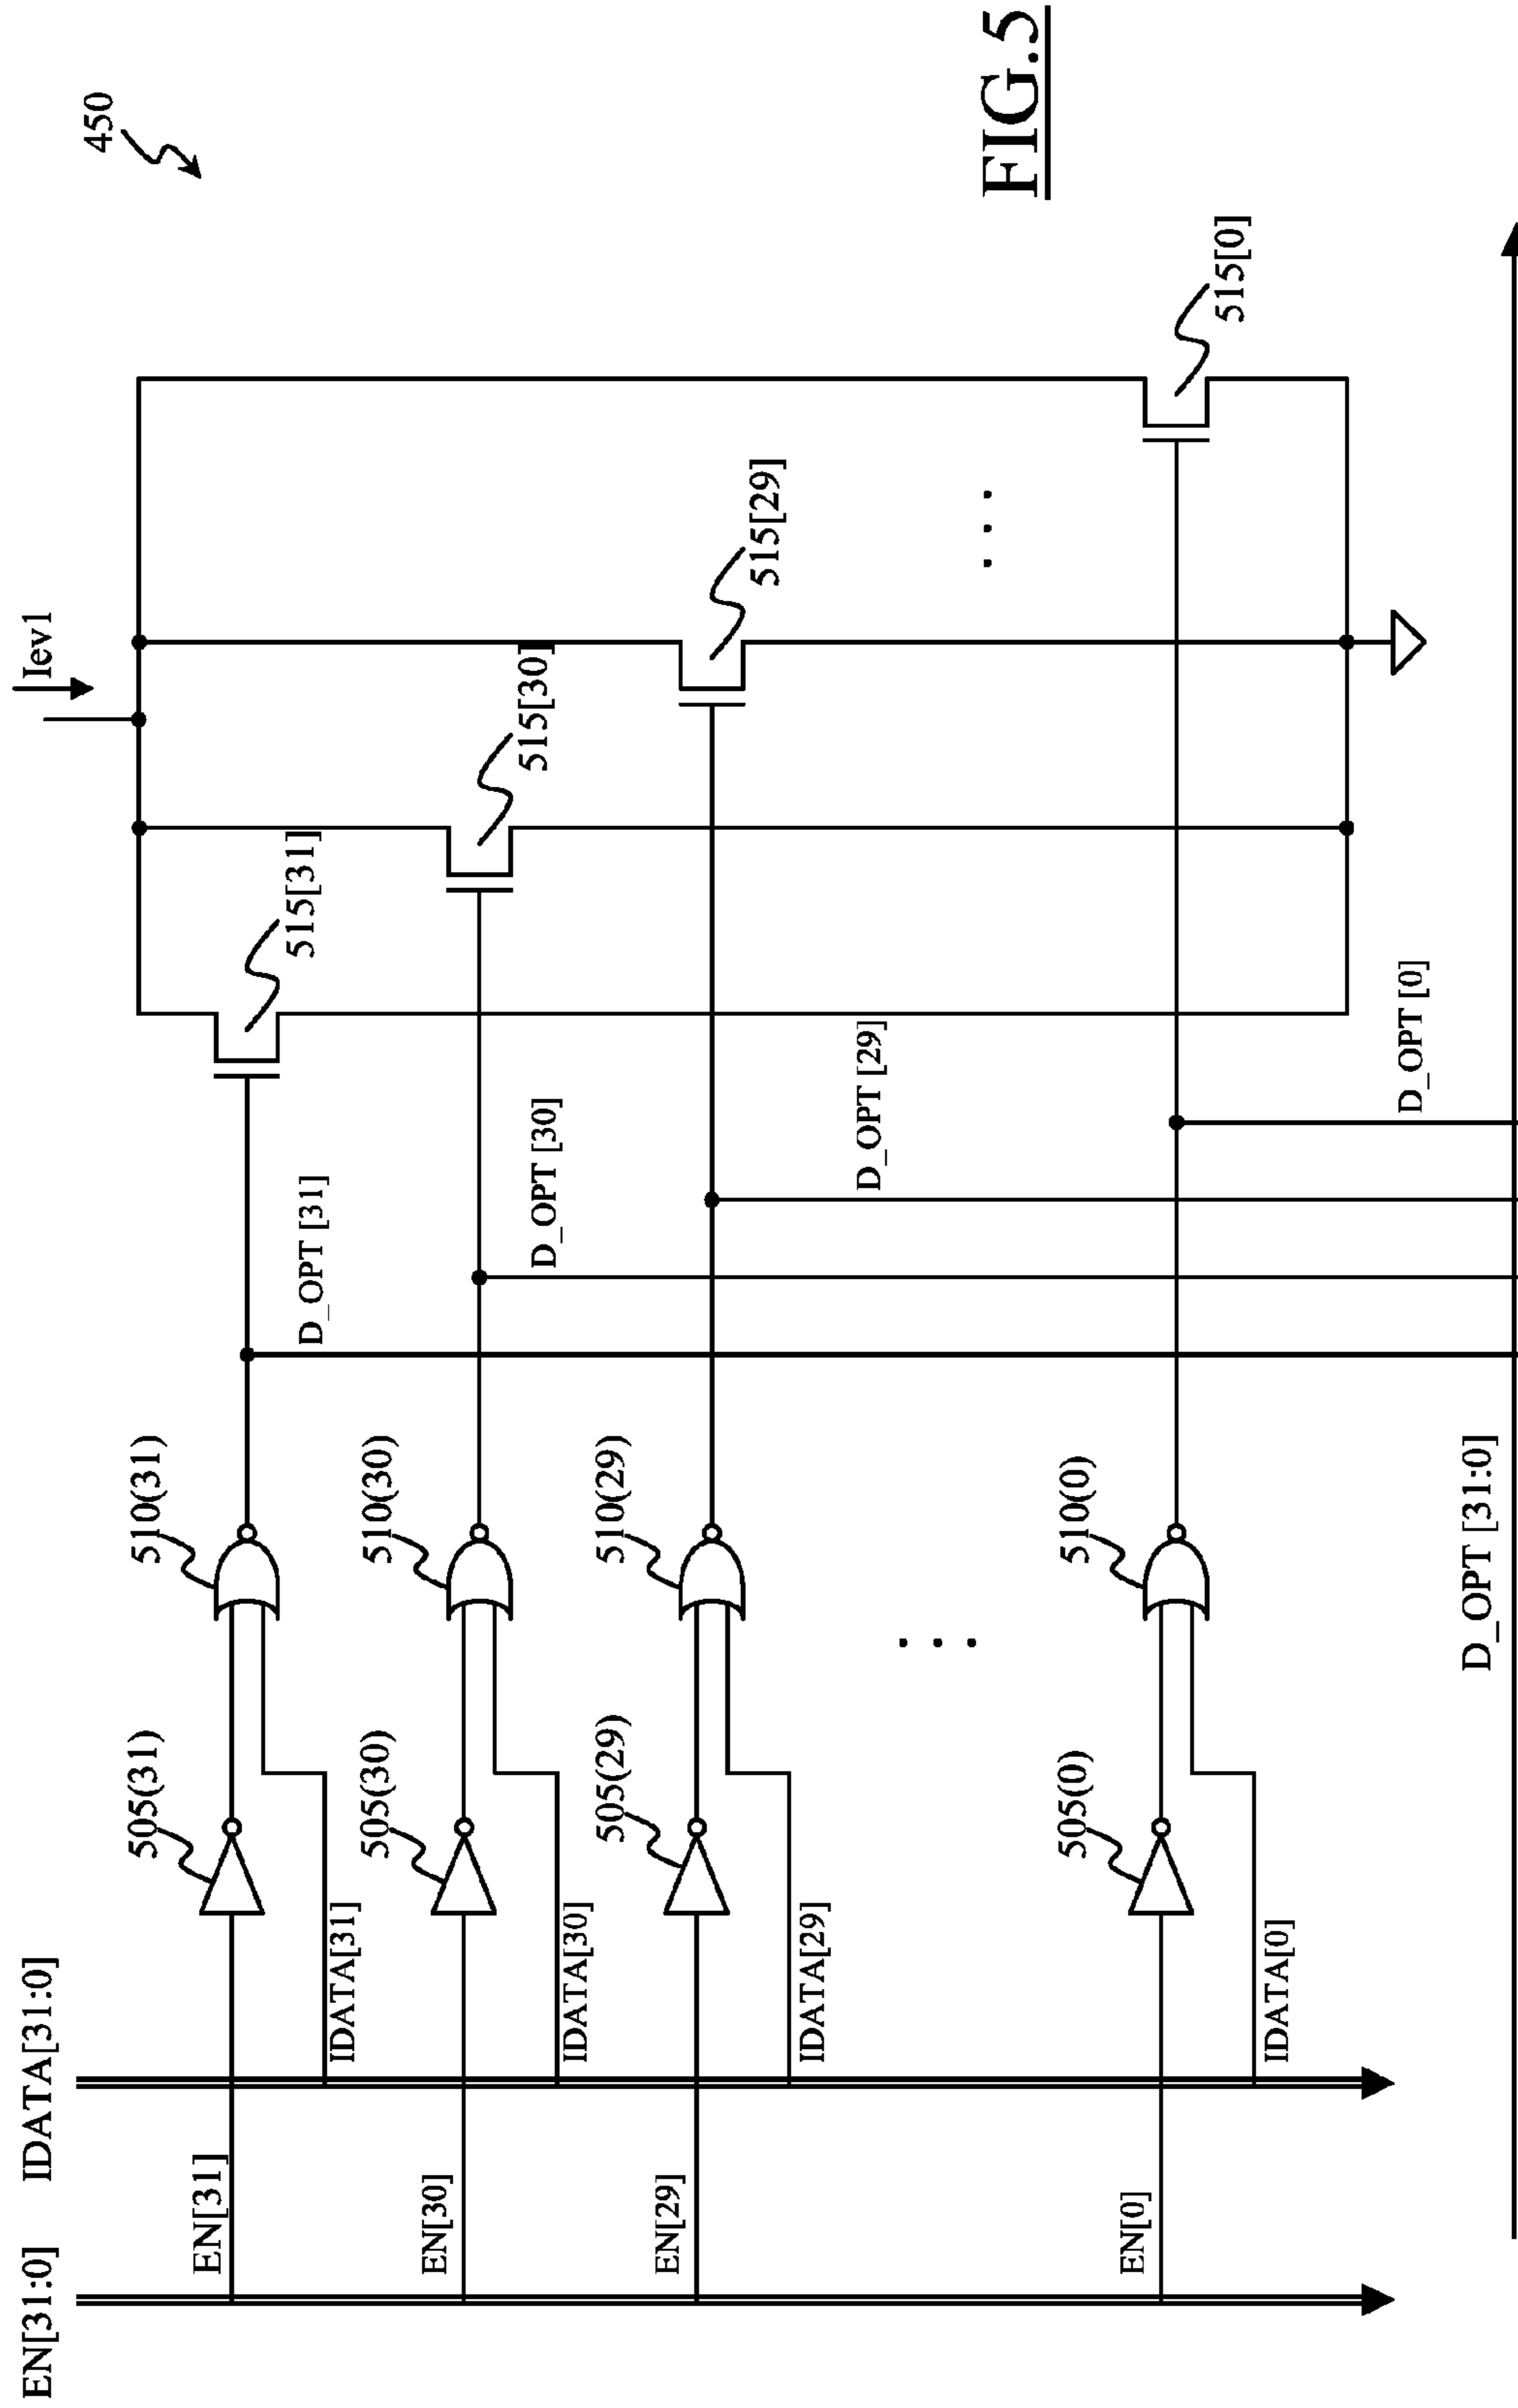 450
FIG.5
EN[31:0]
IDATA[31:0]
Iev1
EN[31]
505(31)
510(31)
IDATA[31]
D_OPT [31]
515[31]
EN[30]
505(30)
510(30)
IDATA[30]
D_OPT [30]
515[30]
EN[29]
505(29)
510(29)
IDATA[29]
D_OPT [29]
515[29]
. . .
. . .
EN[0]
505(0)
510(0)
IDATA[0]
D_OPT [0]
515[0]
D_OPT [31:0]